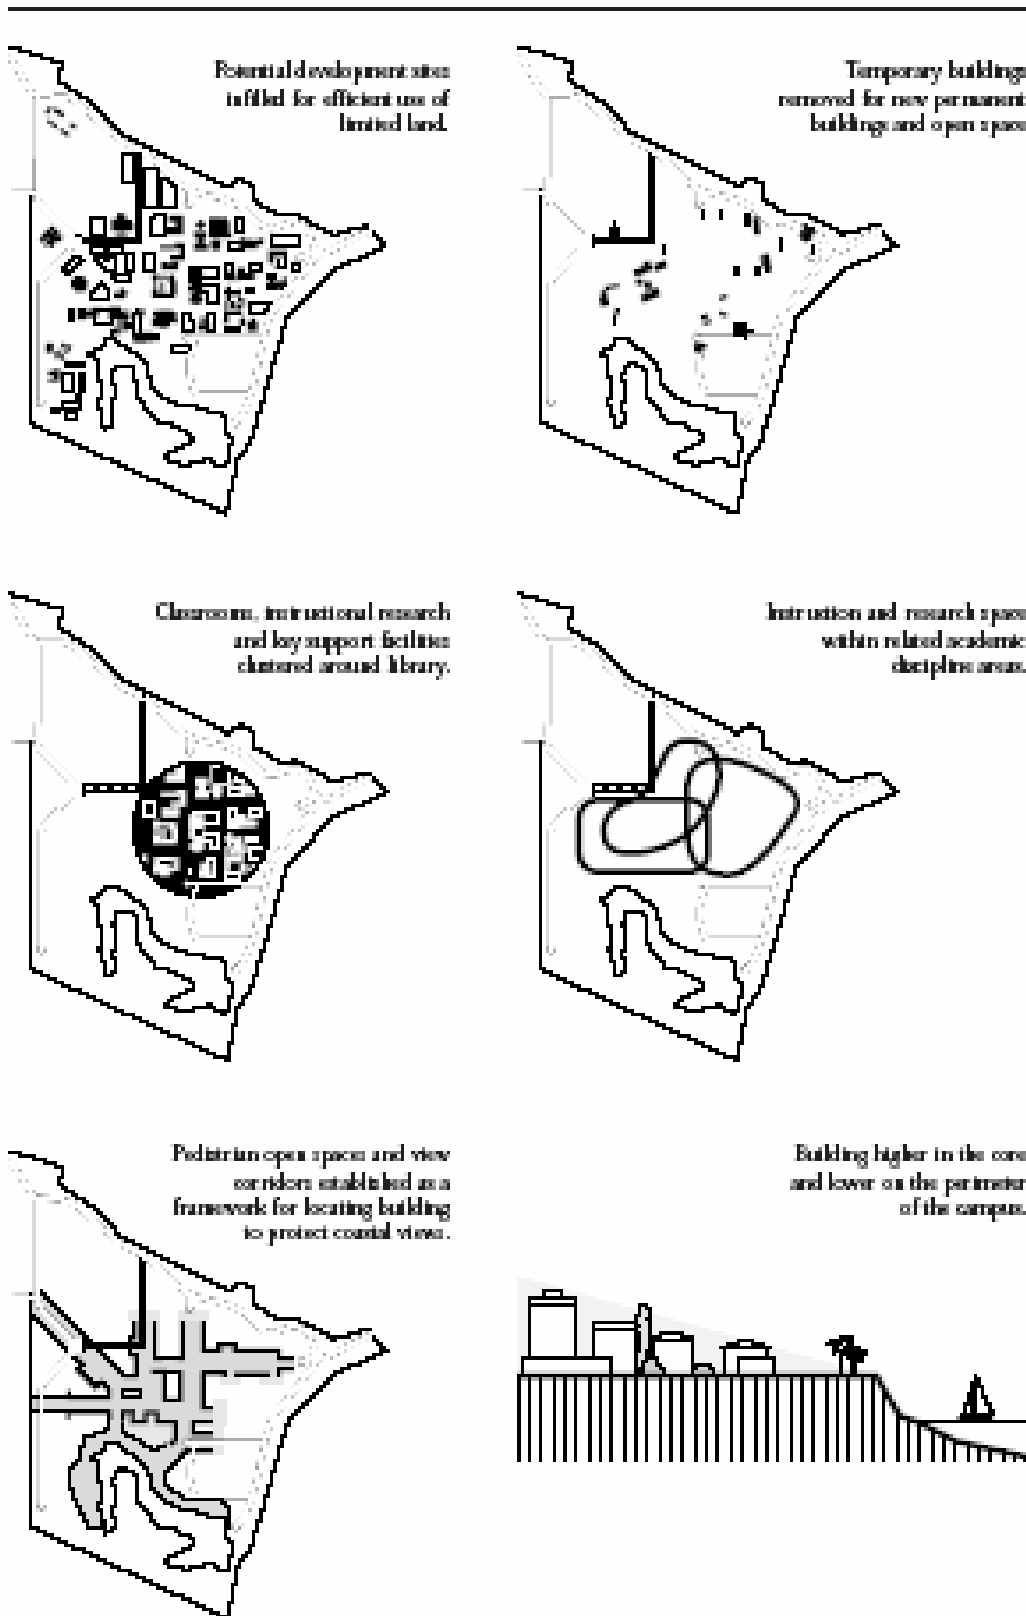 Potential development sites
infilled for efficient use of
limited land.
Temporary buildings
removed for new permanent
buildings and open space
Classrooms, instructional research
and key support facilities
clustered around library.
Instruction and research space
within related academic
discipline areas.
Pedistrian open spaces and view
corridors established as a
framework for locating building
to protect coastal views.
Building higher in the core
and lower on the perimeter
of the campus.